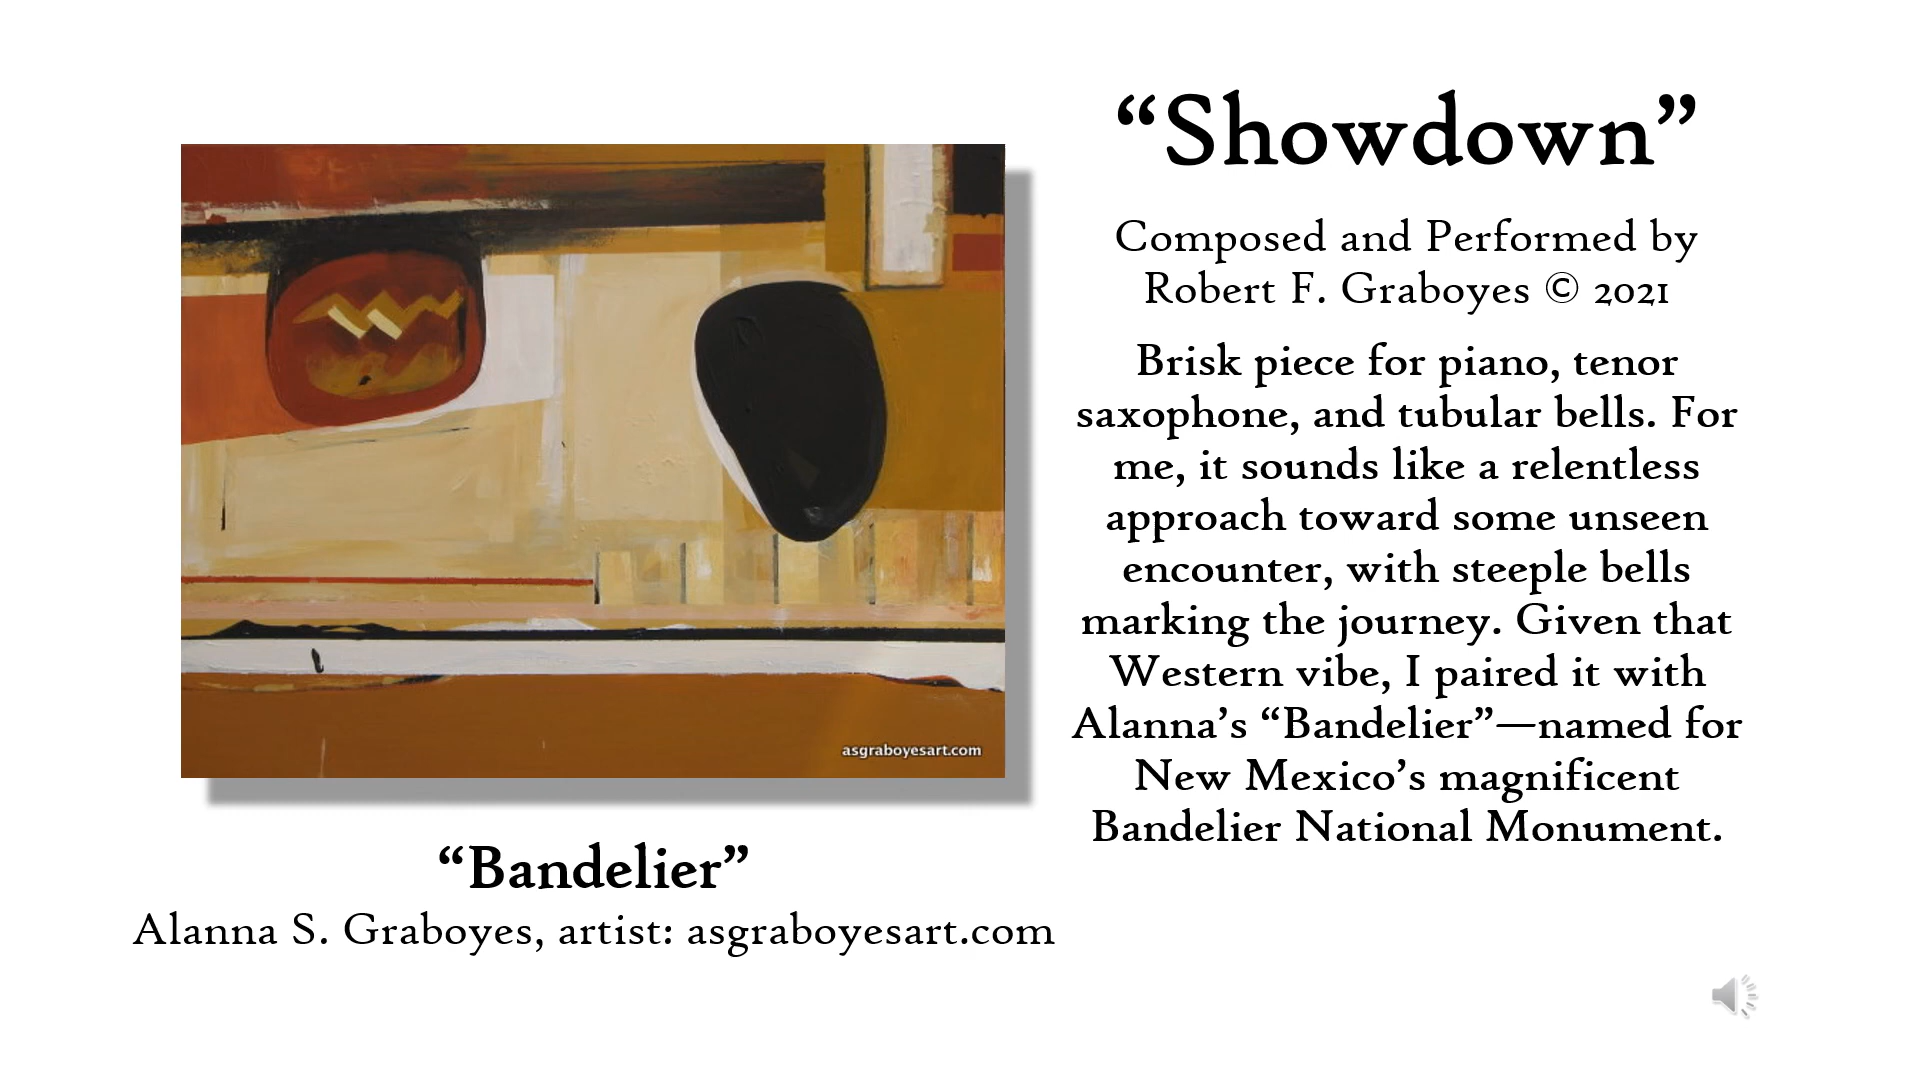 “Showdown”
Composed and Performed by
Robert F. Graboyes © 2021
Brisk piece for piano, tenor
saxophone, and tubular bells. For
me, it sounds like a relentless
approach toward some unseen
encounter, with steeple bells
marking the journey. Given that
Western vibe, I paired it with
Alanna’s “Bandelier”—named for
New Mexico’s magnificent
Bandelier National Monument.
asgraboyesart.com
“Bandelier”
Alanna S. Graboyes, artist: asgraboyesart.com